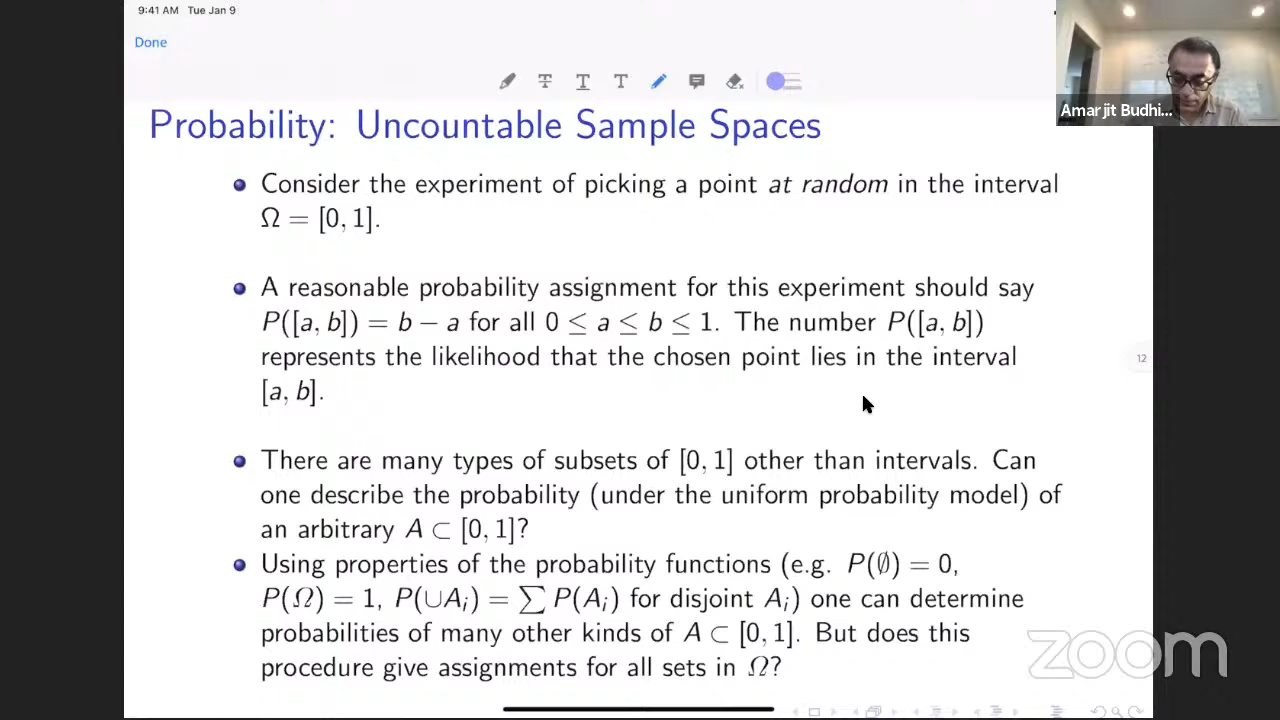 9:41 AM Tue Jan 9
Done
T T T
Amarjit Budhi...
Probability: Uncountable Sample Spaces
Consider the experiment of picking a point at random in the interval
Ω = [0, 1].
A reasonable probability assignment for this experiment should say
P([a, b]) = b − a for all 0 ≤ a ≤ b ≤ 1. The number P([a, b])
represents the likelihood that the chosen point lies in the interval
[a, b].
12
There are many types of subsets of [0, 1] other than intervals. Can
one describe the probability (under the uniform probability model) of
an arbitrary A ⊂ [0, 1]?
Using properties of the probability functions (e.g. P(∅) = 0,
P(Ω) = 1, P(∪Aᵢ) = ∑ P(Aᵢ) for disjoint Aᵢ) one can determine
probabilities of many other kinds of A ⊂ [0, 1]. But does this
procedure give assignments for all sets in Ω?
zoom